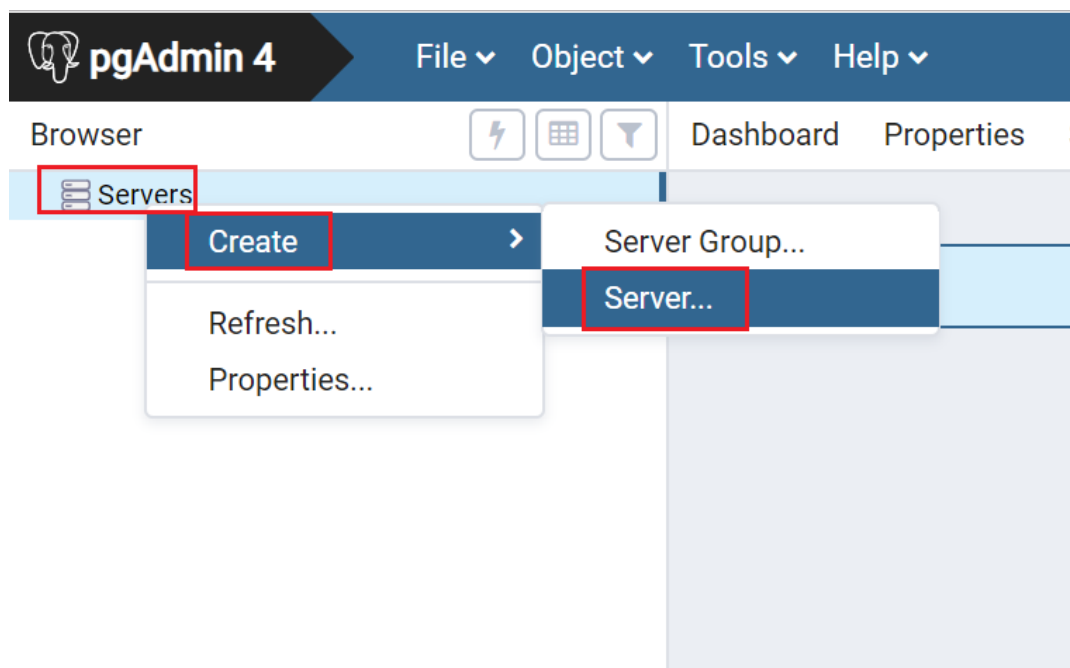 pgAdmin 4 File Object Tools Help
Browser Dashboard Properties
Servers
Create Server Group...
Server...
Refresh...
Properties...